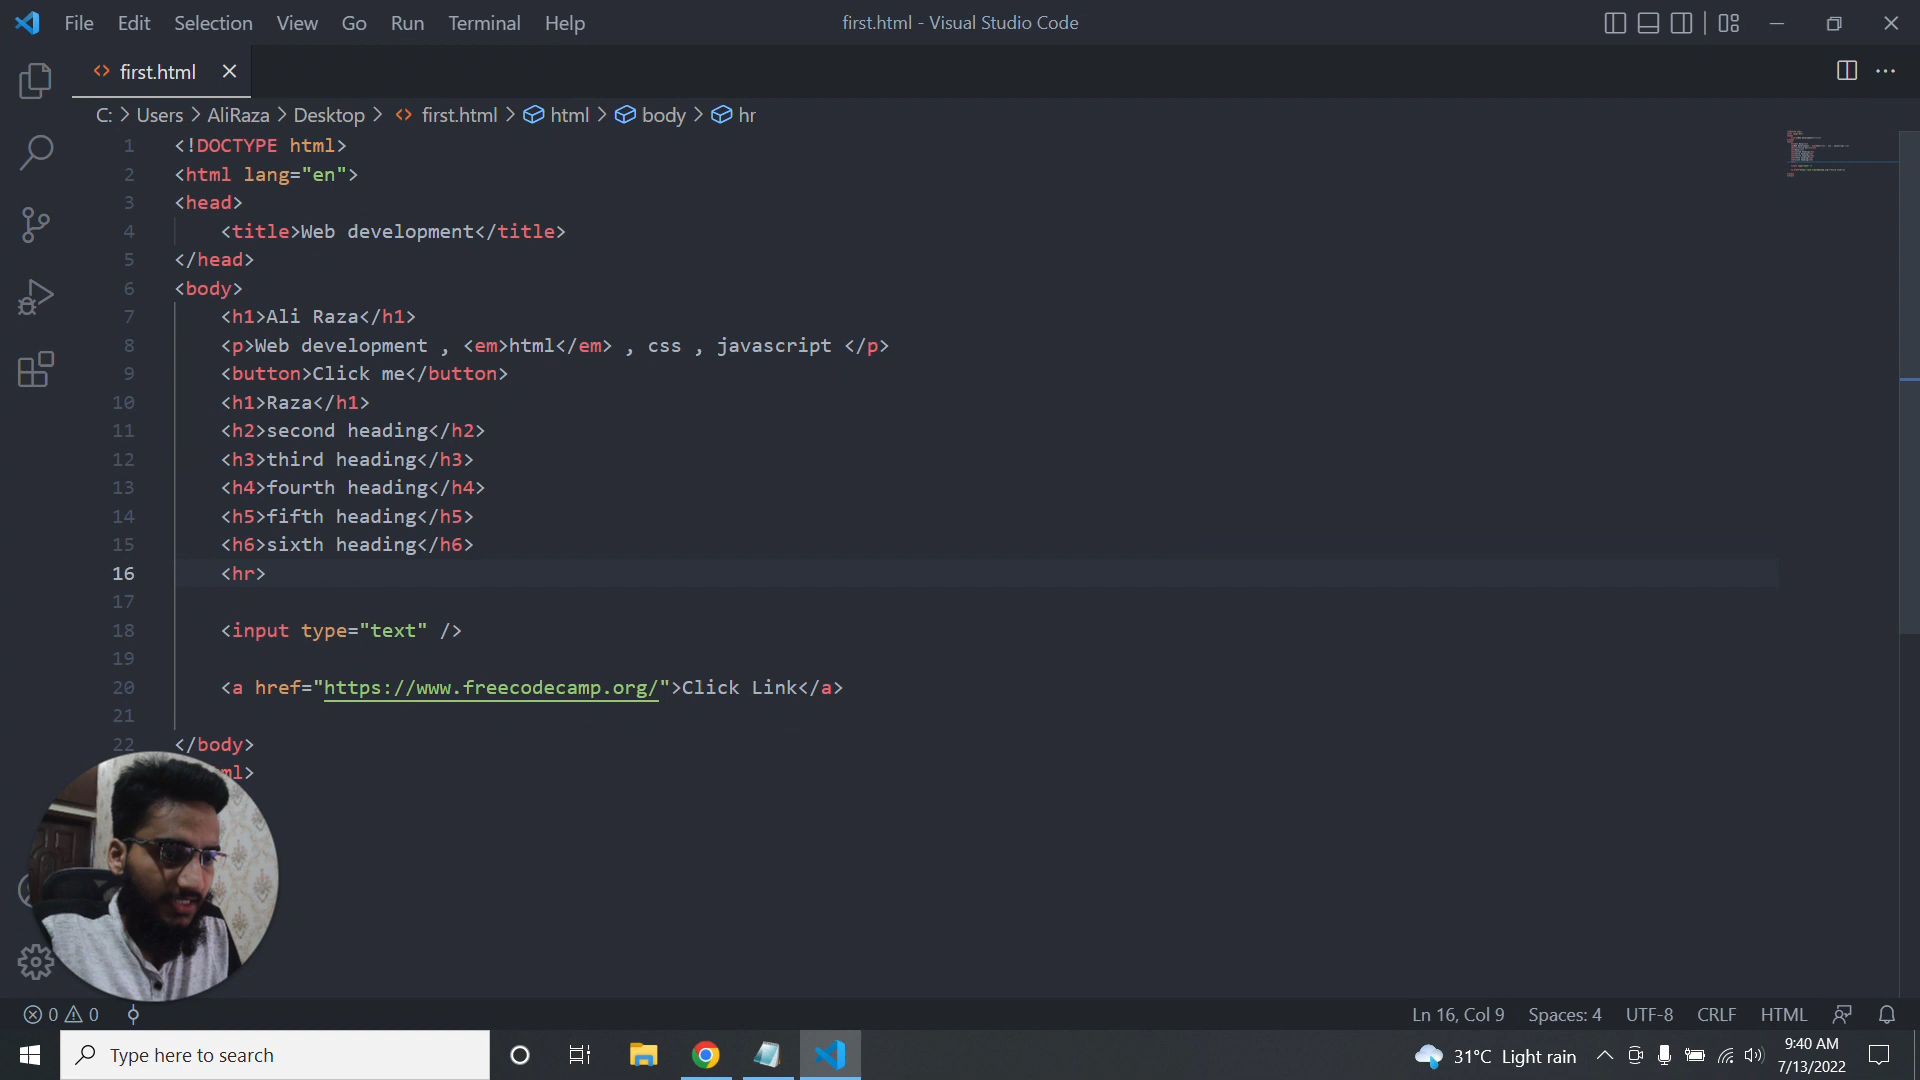 File Edit Selection View Go Run Terminal Help first.html - Visual Studio Code
first.html
C: > Users > AliRaza > Desktop > first.html > html > body > hr
1 <!DOCTYPE html>
2 <html lang="en">
3 <head>
4 <title>Web development</title>
5 </head>
6 <body>
7 <h1>Ali Raza</h1>
8 <p>Web development , <em>html</em> , css , javascript </p>
9 <button>Click me</button>
10 <h1>Raza</h1>
11 <h2>second heading</h2>
12 <h3>third heading</h3>
13 <h4>fourth heading</h4>
14 <h5>fifth heading</h5>
15 <h6>sixth heading</h6>
16 <hr>
17
18 <input type="text" />
19
20 <a href="https://www.freecodecamp.org/">Click Link</a>
21
22 </body>
ml>
0 0 Ln 16, Col 9 Spaces: 4 UTF-8 CRLF HTML
Type here to search 31°C Light rain 9:40 AM
7/13/2022